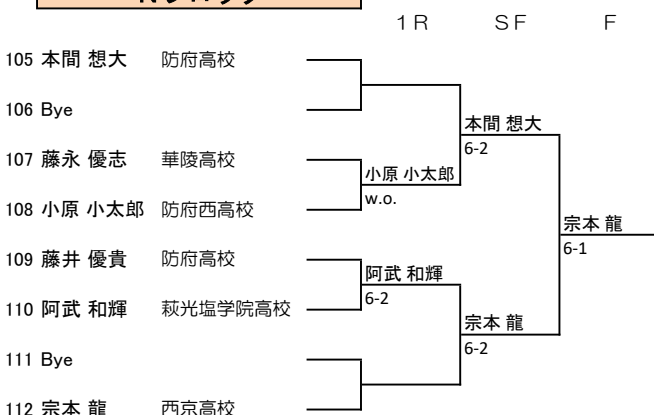 1R SF F
105 本間 想大 防府高校
106 Bye
本間 想大
6-2
107 藤永 優志 華陵高校
小原 小太郎
w.o.
108 小原 小太郎 防府西高校
宗本 龍
6-1
109 藤井 優貴 防府高校
阿武 和輝
6-2
110 阿武 和輝 萩光塩学院高校
宗本 龍
6-2
111 Bye
112 宗本 龍 西京高校